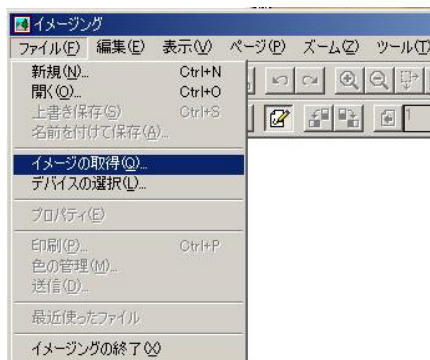 イメージング
ファイル(F) 編集(E) 表示(V) ページ(P) ズーム(Z) ツール(T)
新規(N)... Ctrl+N
開く(O)... Ctrl+O
上書き保存(S) Ctrl+S
名前を付けて保存(A)...
イメージの取得(Q)...
デバイスの選択(L)...
プロパティ(E)
印刷(P)... Ctrl+P
色の管理(M)...
送信(D)...
最近使ったファイル
イメージングの終了(X)
1